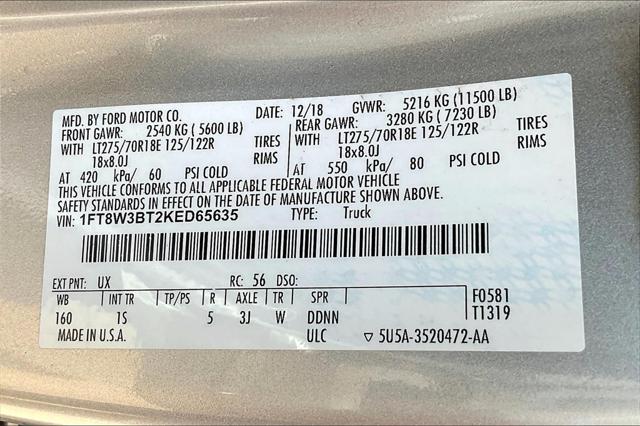 MFD. BY FORD MOTOR CO. DATE: 12/18 GVWR: 5216 KG (11500 LB)
FRONT GAWR: 2540 KG (5600 LB) REAR GAWR: 3280 KG (7230 LB)
WITH LT275/70R18E 125/122R TIRES WITH LT275/70R18E 125/122R TIRES
18x8.0J RIMS 18x8.0J RIMS
AT 420 kPa/ 60 PSI COLD AT 550 kPa/ 80 PSI COLD
THIS VEHICLE CONFORMS TO ALL APPLICABLE FEDERAL MOTOR VEHICLE
SAFETY STANDARDS IN EFFECT ON THE DATE OF MANUFACTURE SHOWN ABOVE.
VIN: 1FT8W3BT2KED65635 TYPE: Truck
EXT PNT: UX RC: 56 DSO:
WB INT TR TP/PS R AXLE TR SPR F0581
160 1S 5 3J W DDNN T1319
MADE IN U.S.A. ULC ▽ 5U5A-3520472-AA